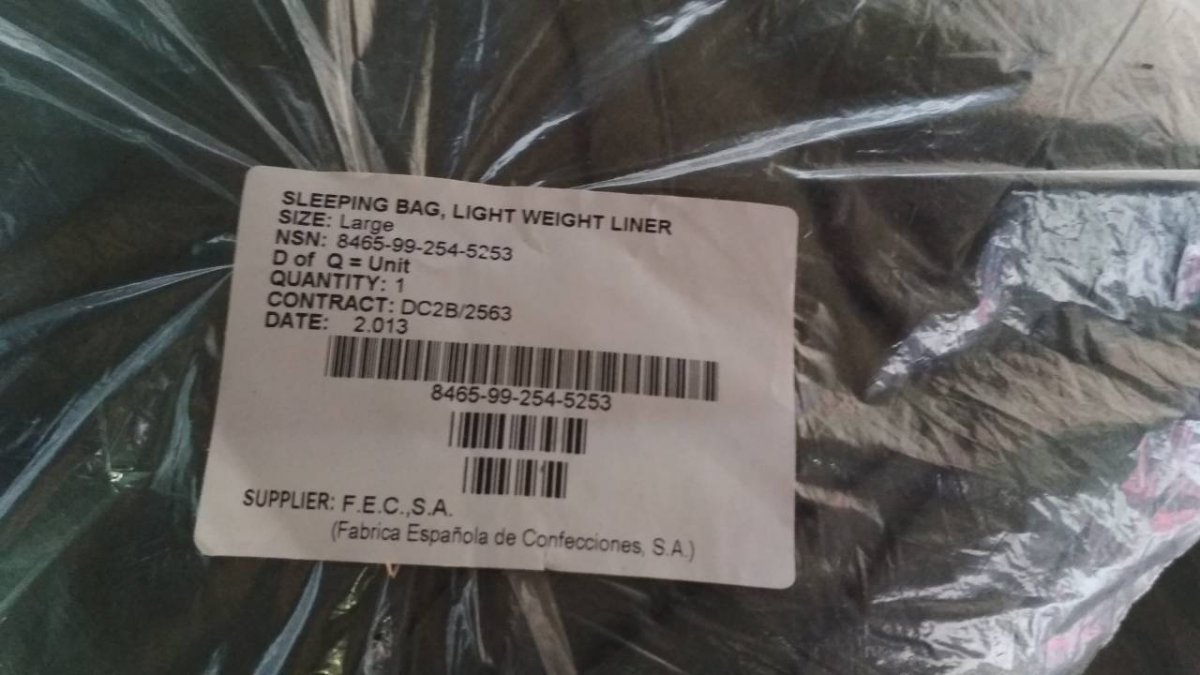 SLEEPING BAG, LIGHT WEIGHT LINER
SIZE: Large
NSN: 8465-99-254-5253
D of Q = Unit
QUANTITY: 1
CONTRACT: DC2B/2563
DATE: 2.013
8465-99-254-5253
SUPPLIER: F.E.C.,S.A.
(Fabrica Española de Confecciones, S.A.)